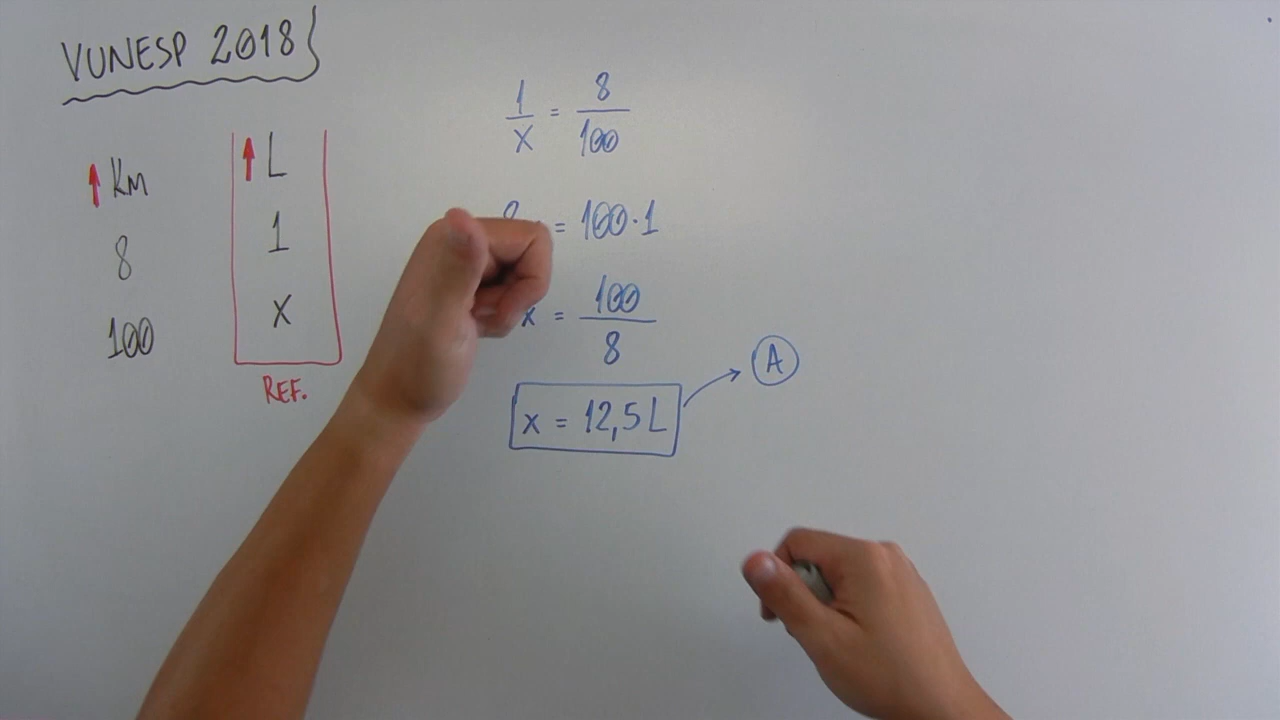 VUNESP 2018
Km L
8 1
100 x
REF.
1/x = 8/100
= 100·1
x = 100/8
x = 12,5 L
A